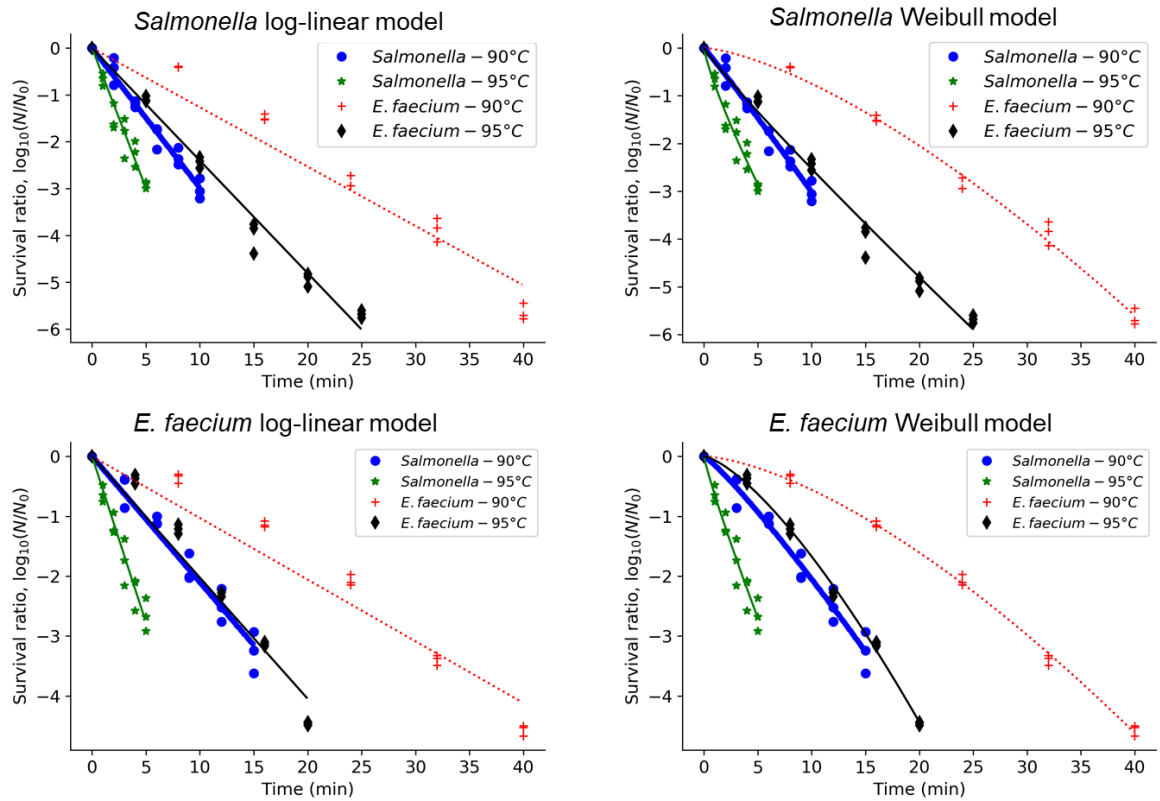 Salmonella log-linear model
0
−1
−2
−3
−4
−5
−6
Survival ratio, log10(N/N0)
Salmonella − 90°C
Salmonella − 95°C
E. faecium − 90°C
E. faecium − 95°C
0 5 10 15 20 25 30 35 40
Time (min)
Salmonella Weibull model
0
−1
−2
−3
−4
−5
−6
Survival ratio, log10(N/N0)
Salmonella − 90°C
Salmonella − 95°C
E. faecium − 90°C
E. faecium − 95°C
0 5 10 15 20 25 30 35 40
Time (min)
E. faecium log-linear model
0
−1
−2
−3
−4
Survival ratio, log10(N/N0)
Salmonella − 90°C
Salmonella − 95°C
E. faecium − 90°C
E. faecium − 95°C
0 5 10 15 20 25 30 35 40
Time (min)
E. faecium Weibull model
0
−1
−2
−3
−4
Survival ratio, log10(N/N0)
Salmonella − 90°C
Salmonella − 95°C
E. faecium − 90°C
E. faecium − 95°C
0 5 10 15 20 25 30 35 40
Time (min)